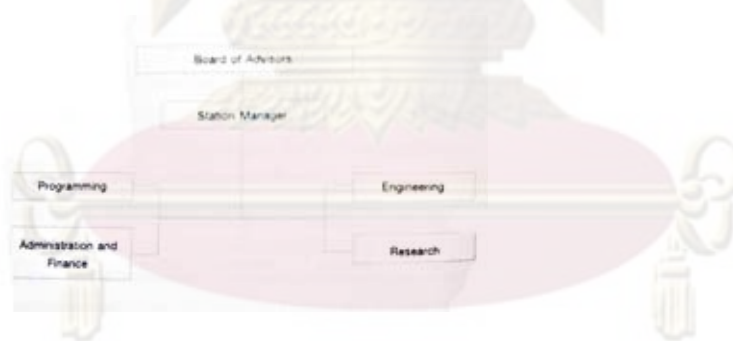 Board of Advisors
Station Manager
Programming
Engineering
Administration and
Finance
Research